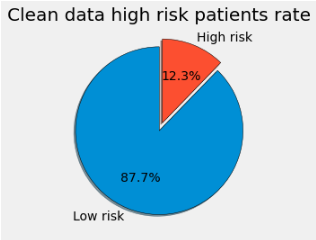 Clean data high risk patients rate
High risk
12.3%
87.7%
Low risk